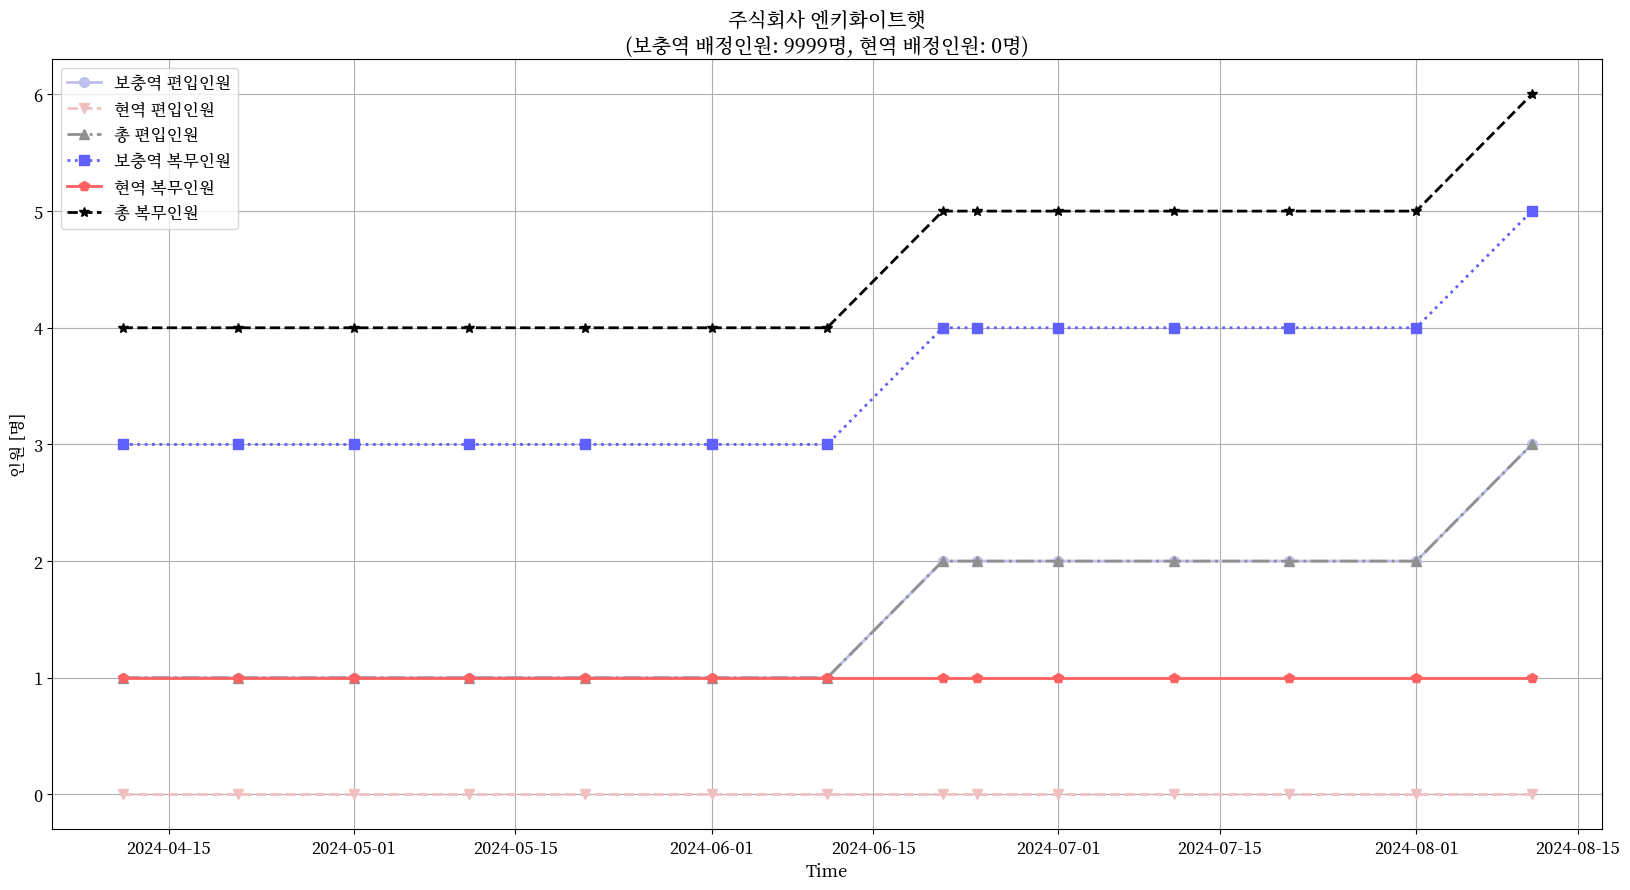 주식회사 엔키화이트햇
(보충역 배정인원: 9999명, 현역 배정인원: 0명)
보충역 편입인원
현역 편입인원
총 편입인원
보충역 복무인원
현역 복무인원
총 복무인원
6
5
4
3
2
1
0
인원 [명]
2024-04-15
2024-05-01
2024-05-15
2024-06-01
2024-06-15
2024-07-01
2024-07-15
2024-08-01
2024-08-15
Time